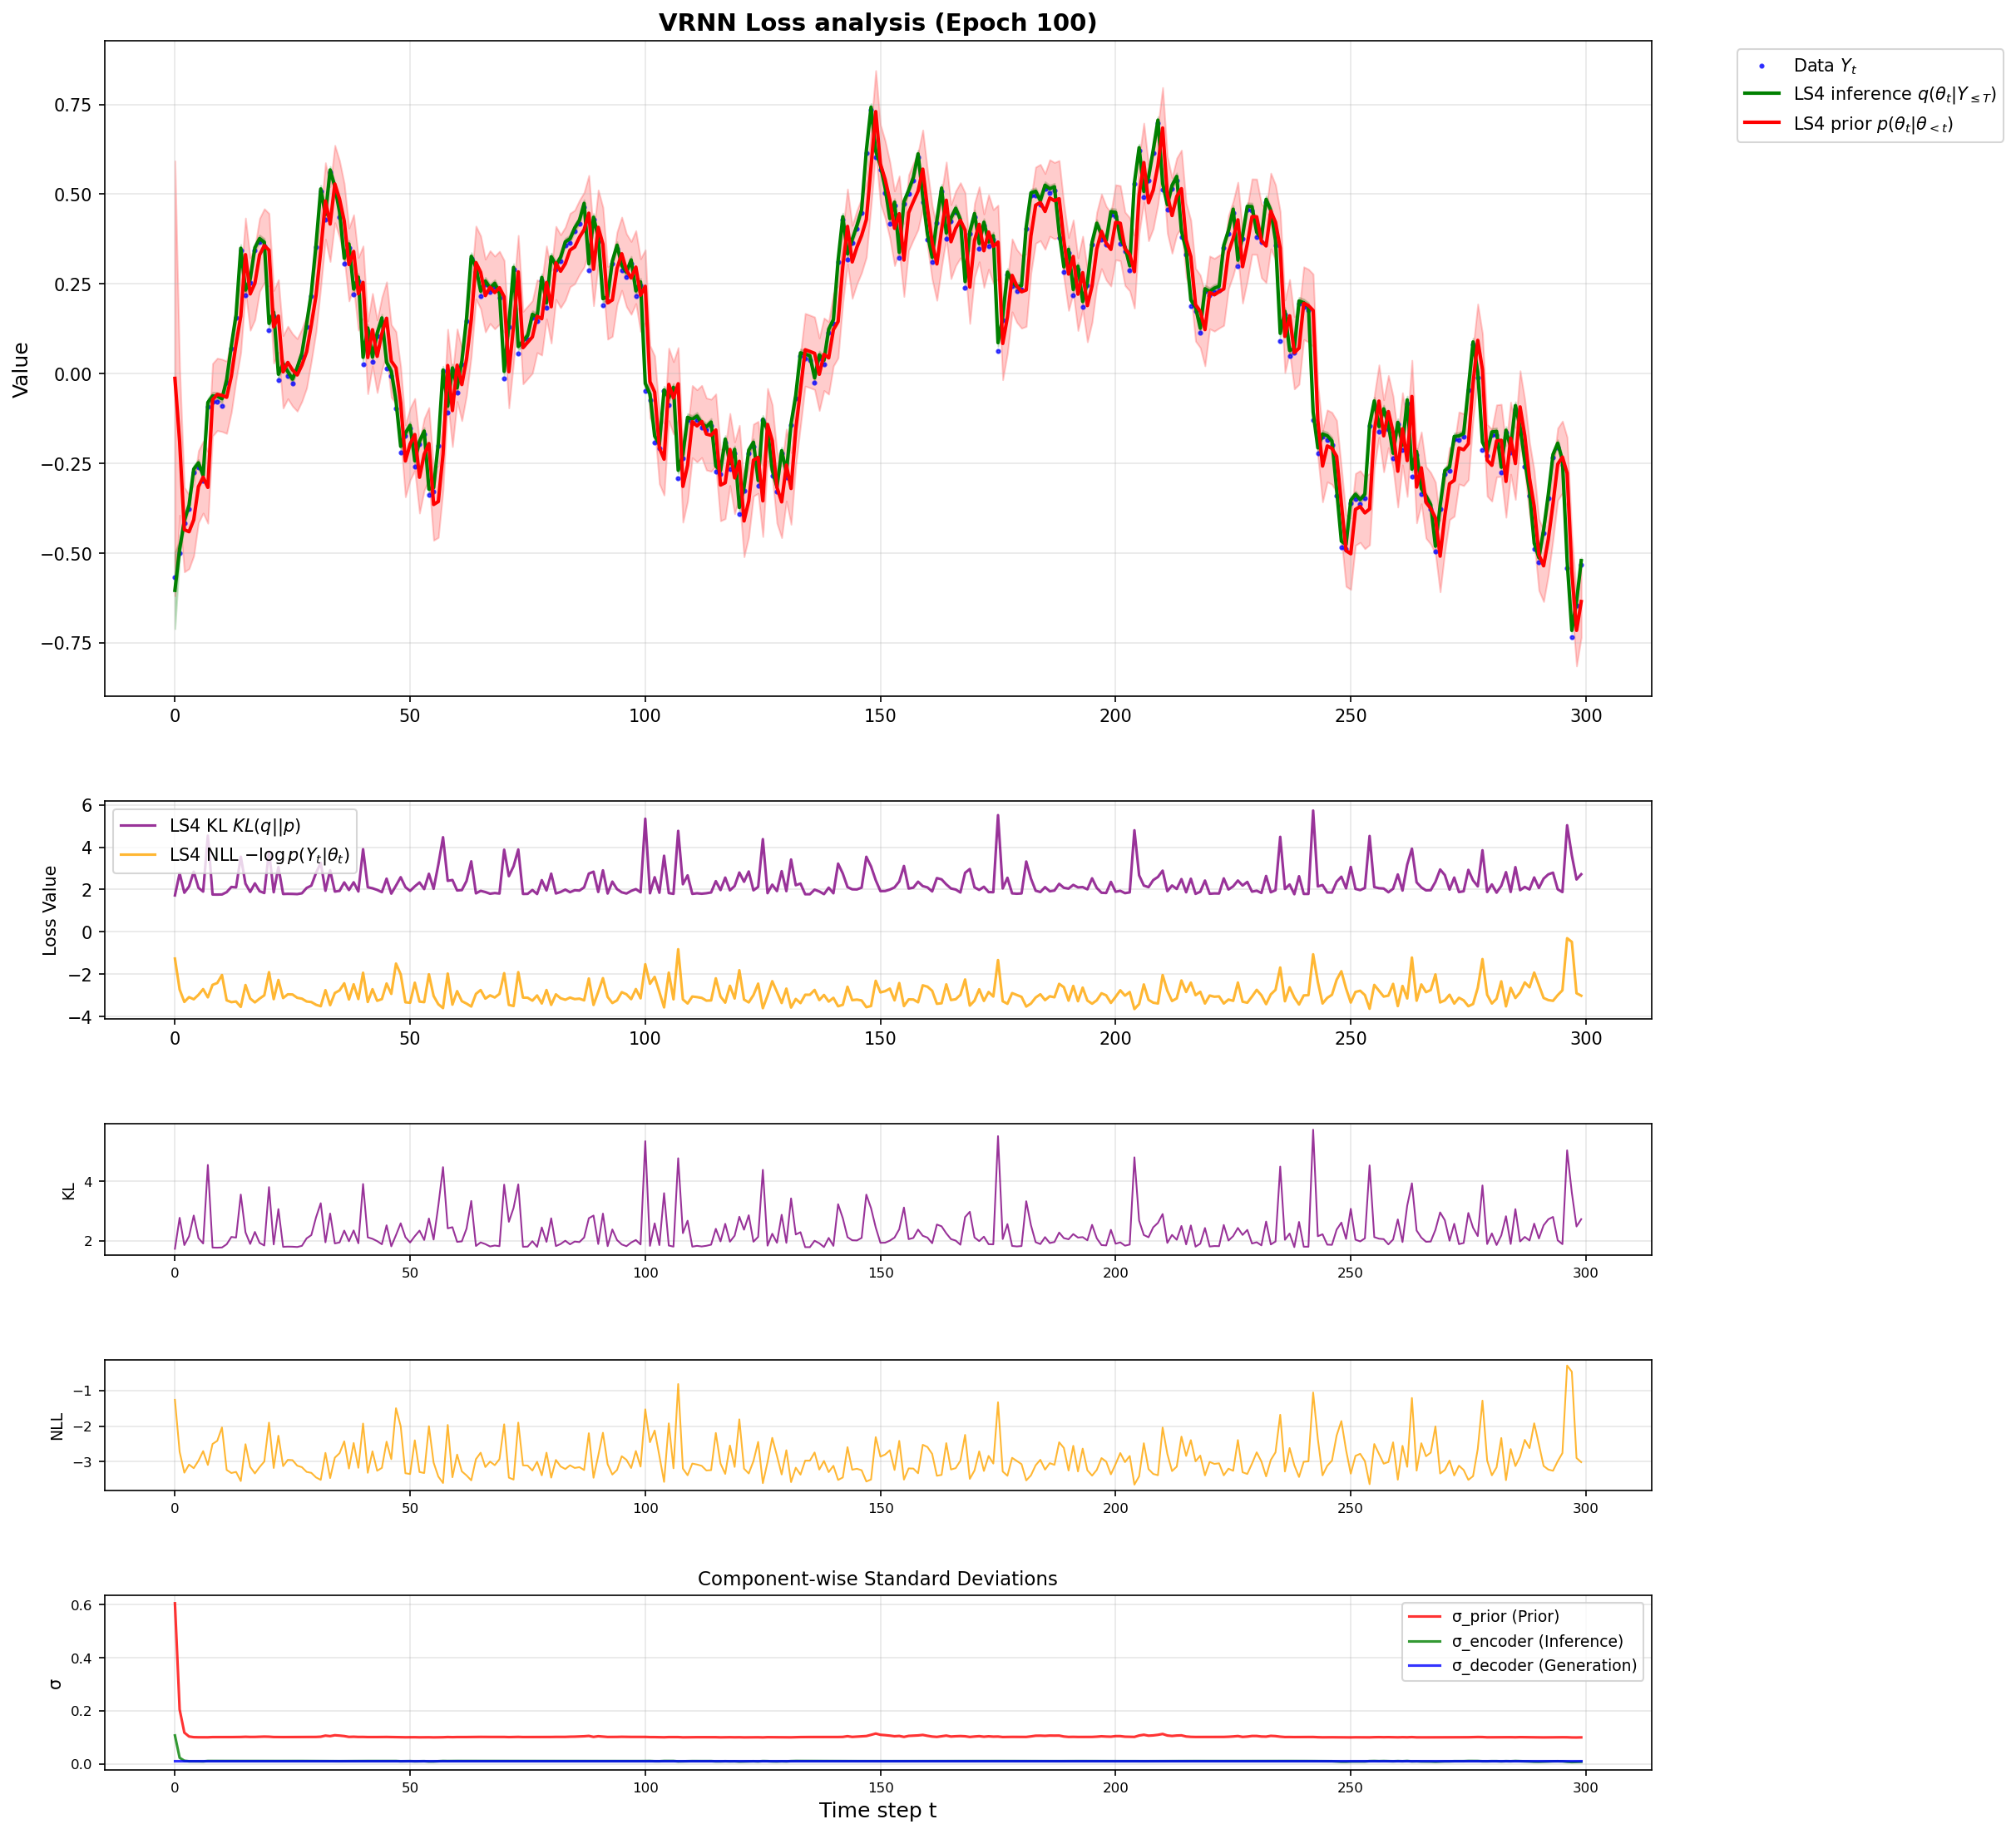 VRNN Loss analysis (Epoch 100)
Data Y_t
LS4 inference q(θ_t|Y_{≤T})
LS4 prior p(θ_t|θ_{<t})
Value
0.75
0.50
0.25
0.00
−0.25
−0.50
−0.75
0 50 100 150 200 250 300
LS4 KL KL(q||p)
LS4 NLL −log p(Y_t|θ_t)
Loss Value
6
4
2
0
−2
−4
0 50 100 150 200 250 300
KL
4
2
0 50 100 150 200 250 300
NLL
−1
−2
−3
0 50 100 150 200 250 300
Component-wise Standard Deviations
σ_prior (Prior)
σ_encoder (Inference)
σ_decoder (Generation)
σ
0.6
0.4
0.2
0.0
0 50 100 150 200 250 300
Time step t